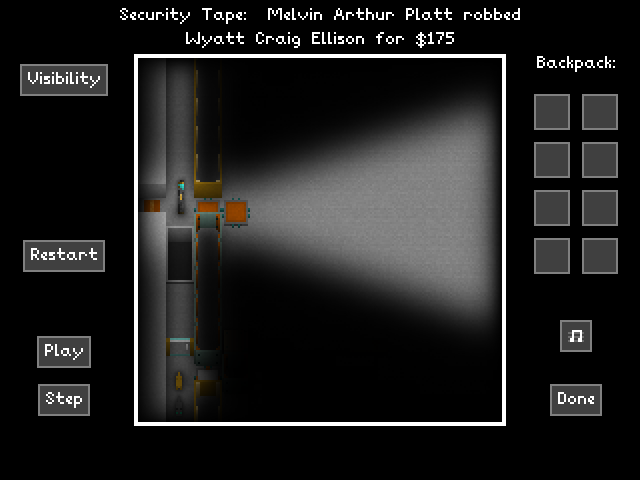 Security Tape: Melvin Arthur Platt robbed
Wyatt Craig Ellison for $175
Backpack:
Visibility
Restart
Play
Step
Done